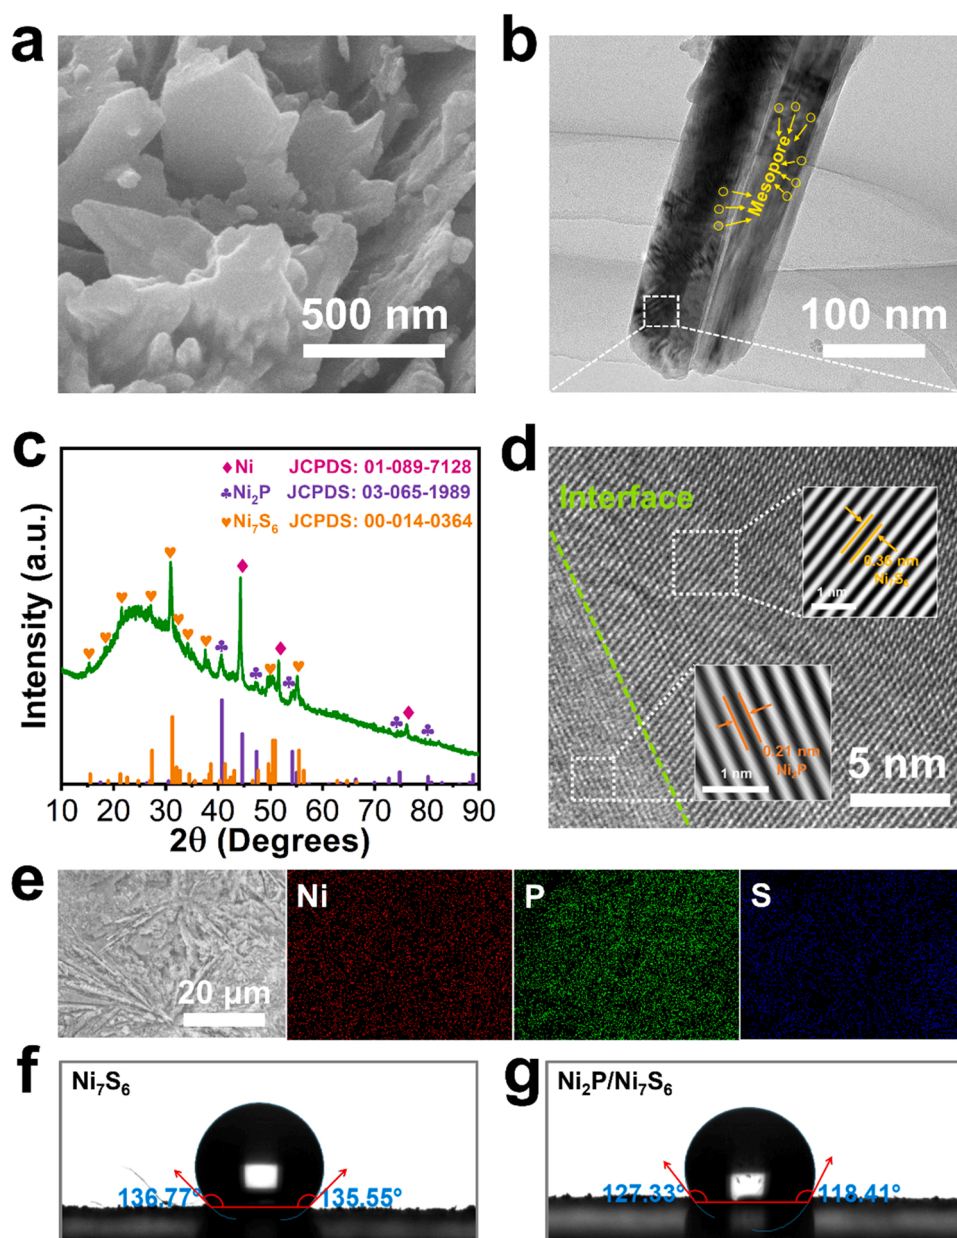 a
500 nm
b
Mesopore
100 nm
c
♦ Ni JCPDS: 01-089-7128
♣ Ni₂P JCPDS: 03-065-1989
♥ Ni₇S₆ JCPDS: 00-014-0364
Intensity (a.u.)
10 20 30 40 50 60 70 80 90
2θ (Degrees)
d
Interface
0.36 nm
Ni₇S₆
1 nm
0.21 nm
Ni₂P
1 nm
5 nm
e
20 μm
Ni
P
S
f
Ni₇S₆
136.77° 135.55°
g
Ni₂P/Ni₇S₆
127.33° 118.41°